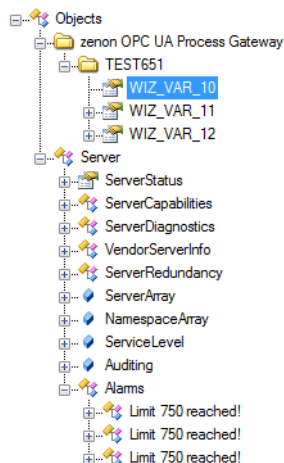 Objects
zenon OPC UA Process Gateway
TEST651
WIZ_VAR_10
WIZ_VAR_11
WIZ_VAR_12
Server
ServerStatus
ServerCapabilities
ServerDiagnostics
VendorServerInfo
ServerRedundancy
ServerArray
NamespaceArray
ServiceLevel
Auditing
Alarms
Limit 750 reached!
Limit 750 reached!
Limit 750 reached!